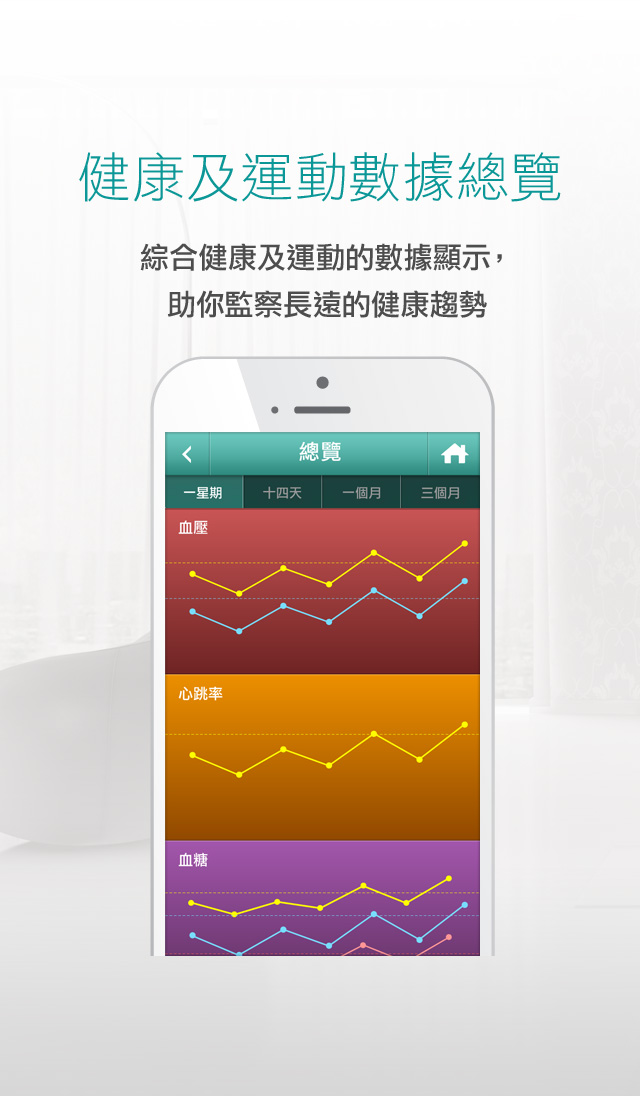 健康及運動數據總覽
綜合健康及運動的數據顯示，
助你監察長遠的健康趨勢
總覽
一星期 十四天 一個月 三個月
血壓
心跳率
血糖